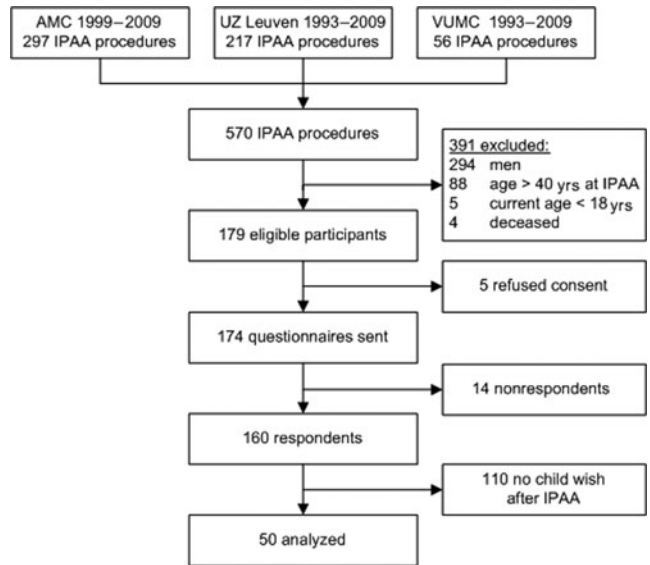 AMC 1999–2009
297 IPAA procedures
UZ Leuven 1993–2009
217 IPAA procedures
VUMC 1993–2009
56 IPAA procedures
570 IPAA procedures
391 excluded:
294 men
88 age > 40 yrs at IPAA
5 current age < 18 yrs
4 deceased
179 eligible participants
5 refused consent
174 questionnaires sent
14 nonrespondents
160 respondents
110 no child wish
after IPAA
50 analyzed